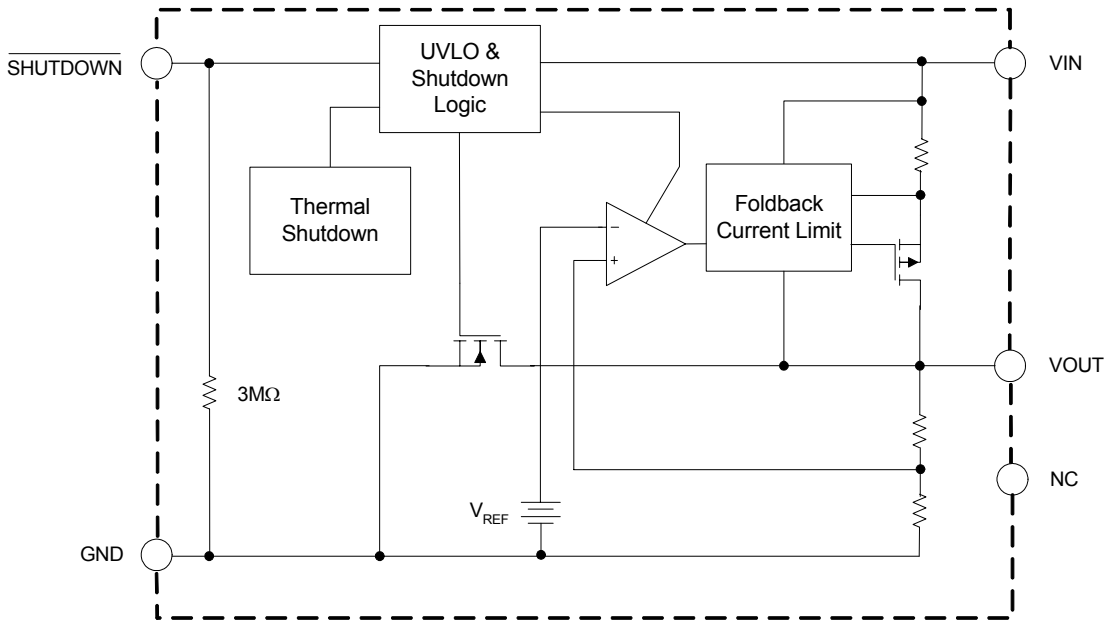 SHUTDOWN
UVLO &
Shutdown
Logic
VIN
Thermal
Shutdown
Foldback
Current Limit
−
+
3MΩ
VOUT
NC
VREF
GND